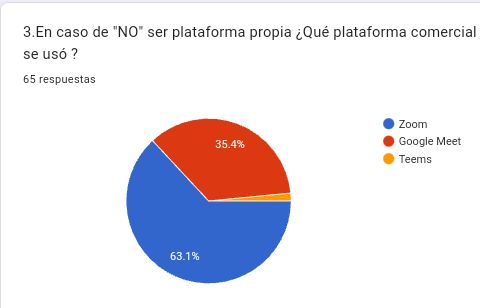 3.En caso de "NO" ser plataforma propia ¿Qué plataforma comercial
se usó ?
65 respuestas
Zoom
Google Meet
Teems
35.4%
63.1%